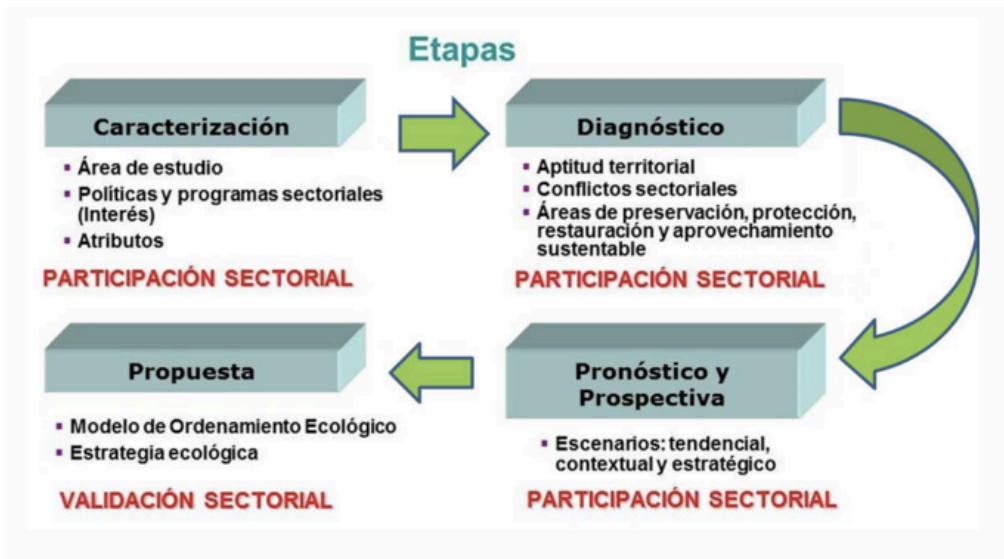 Etapas
Caracterización
▪ Área de estudio
▪ Políticas y programas sectoriales
(Interés)
▪ Atributos
PARTICIPACIÓN SECTORIAL
Diagnóstico
▪ Aptitud territorial
▪ Conflictos sectoriales
▪ Áreas de preservación, protección,
restauración y aprovechamiento
sustentable
PARTICIPACIÓN SECTORIAL
Pronóstico y
Prospectiva
▪ Escenarios: tendencial,
contextual y estratégico
PARTICIPACIÓN SECTORIAL
Propuesta
▪ Modelo de Ordenamiento Ecológico
▪ Estrategia ecológica
VALIDACIÓN SECTORIAL